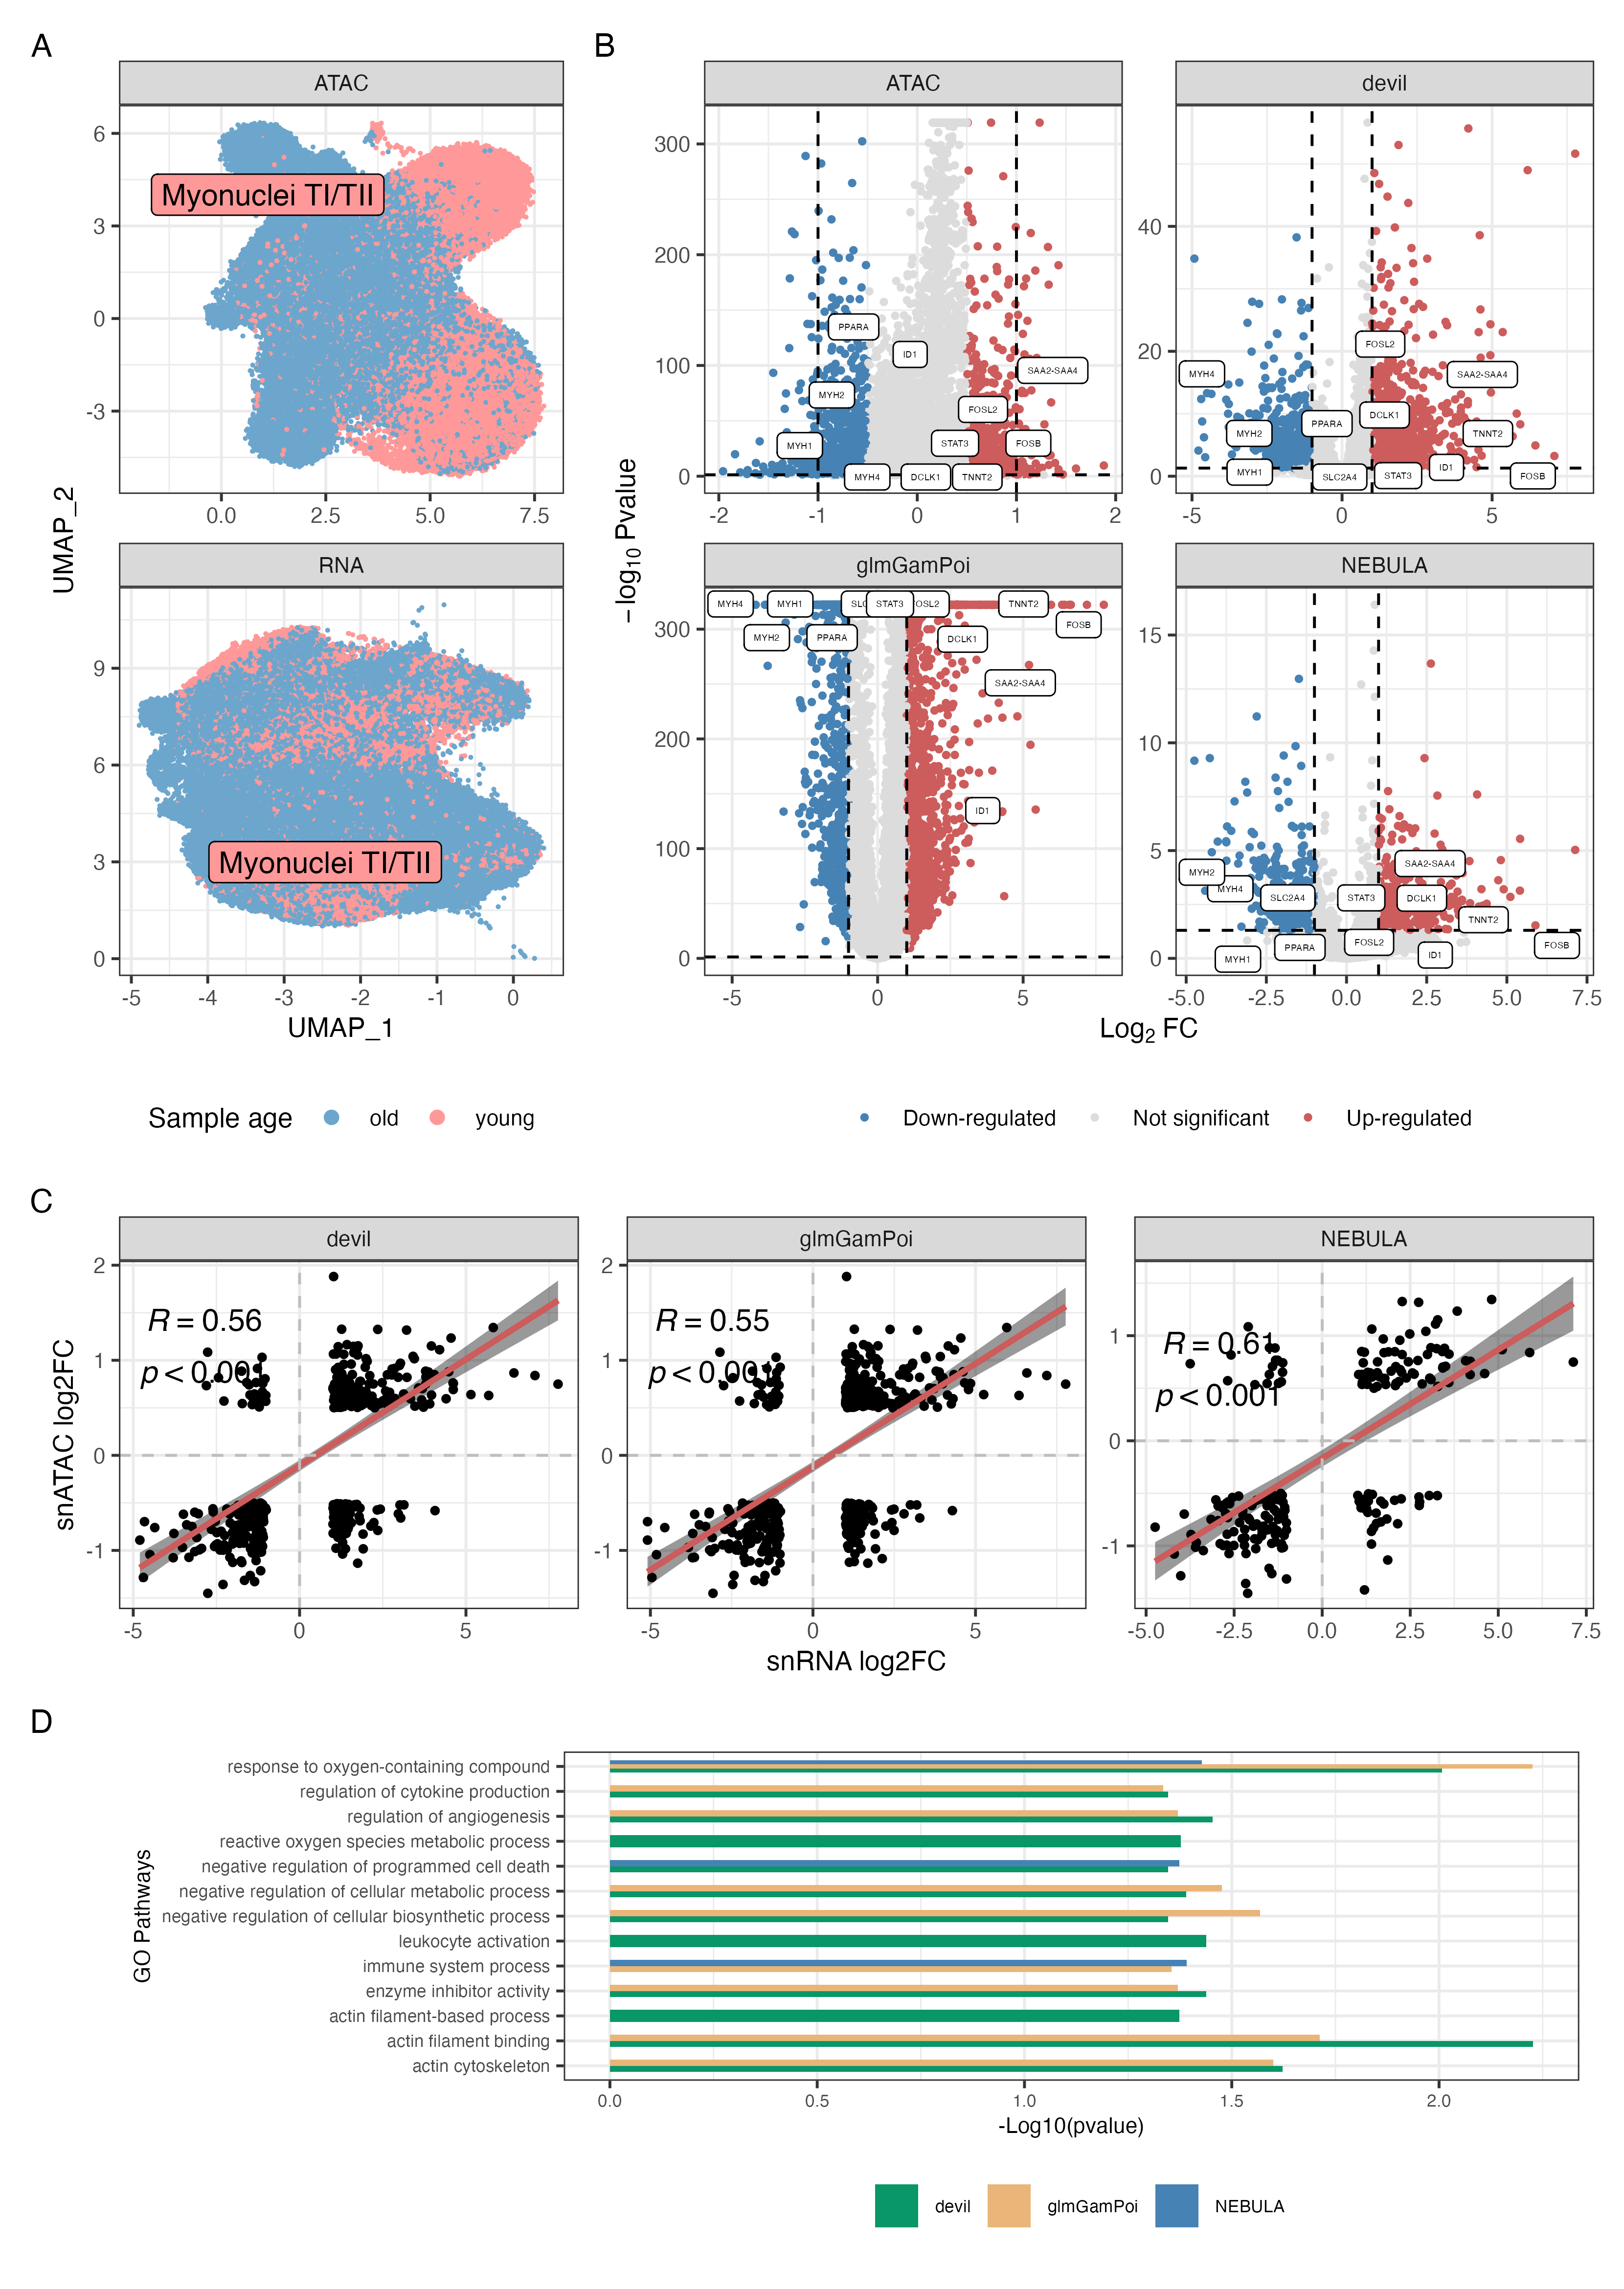 A
B
ATAC
Myonuclei TI/TII
6
3
0
-3
0.0
2.5
5.0
7.5
RNA
Myonuclei TI/TII
9
6
3
0
-5
-4
-3
-2
-1
0
UMAP_2
UMAP_1
Sample age
old
young
ATAC
300
200
100
0
-2
-1
0
1
2
PPARA
ID1
SAA2-SAA4
MYH2
FOSL2
MYH1
STAT3
FOSB
MYH4
DCLK1
TNNT2
devil
40
20
0
-5
0
5
FOSL2
MYH4
SAA2-SAA4
DCLK1
PPARA
MYH2
TNNT2
MYH1
ID1
SLC2A4
STAT3
FOSB
glmGamPoi
300
200
100
0
-5
0
5
MYH4
MYH1
SLC
STAT3
FOSL2
TNNT2
FOSB
MYH2
PPARA
DCLK1
SAA2-SAA4
ID1
NEBULA
15
10
5
0
-5.0
-2.5
0.0
2.5
5.0
7.5
SAA2-SAA4
MYH2
MYH4
SLC2A4
STAT3
DCLK1
TNNT2
PPARA
FOSL2
FOSB
MYH1
ID1
−log10 Pvalue
Log2 FC
Down-regulated
Not significant
Up-regulated
C
devil
2
1
0
-1
-5
0
5
R = 0.56
p < 0.001
glmGamPoi
2
1
0
-1
-5
0
5
R = 0.55
p < 0.001
NEBULA
1
0
-1
-5.0
-2.5
0.0
2.5
5.0
7.5
R = 0.61
p < 0.001
snATAC log2FC
snRNA log2FC
D
GO Pathways
response to oxygen-containing compound
regulation of cytokine production
regulation of angiogenesis
reactive oxygen species metabolic process
negative regulation of programmed cell death
negative regulation of cellular metabolic process
negative regulation of cellular biosynthetic process
leukocyte activation
immune system process
enzyme inhibitor activity
actin filament-based process
actin filament binding
actin cytoskeleton
0.0
0.5
1.0
1.5
2.0
-Log10(pvalue)
devil
glmGamPoi
NEBULA